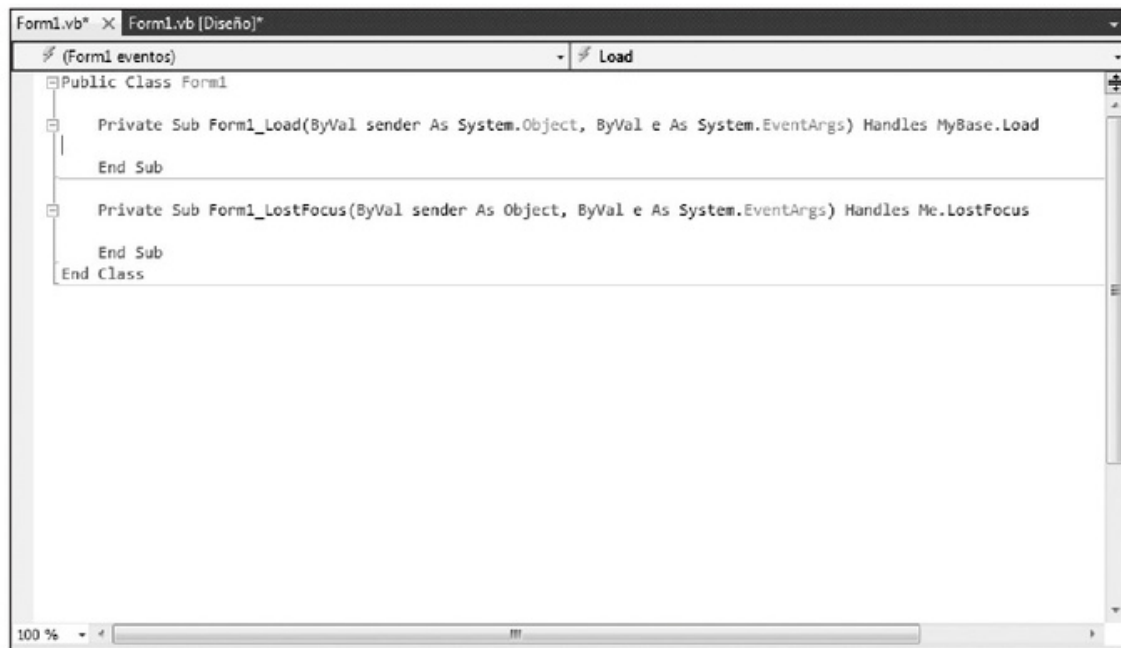 Form1.vb* Form1.vb [Diseño]*
(Form1 eventos) Load
Public Class Form1
Private Sub Form1_Load(ByVal sender As System.Object, ByVal e As System.EventArgs) Handles MyBase.Load
End Sub
Private Sub Form1_LostFocus(ByVal sender As Object, ByVal e As System.EventArgs) Handles Me.LostFocus
End Sub
End Class
100 %